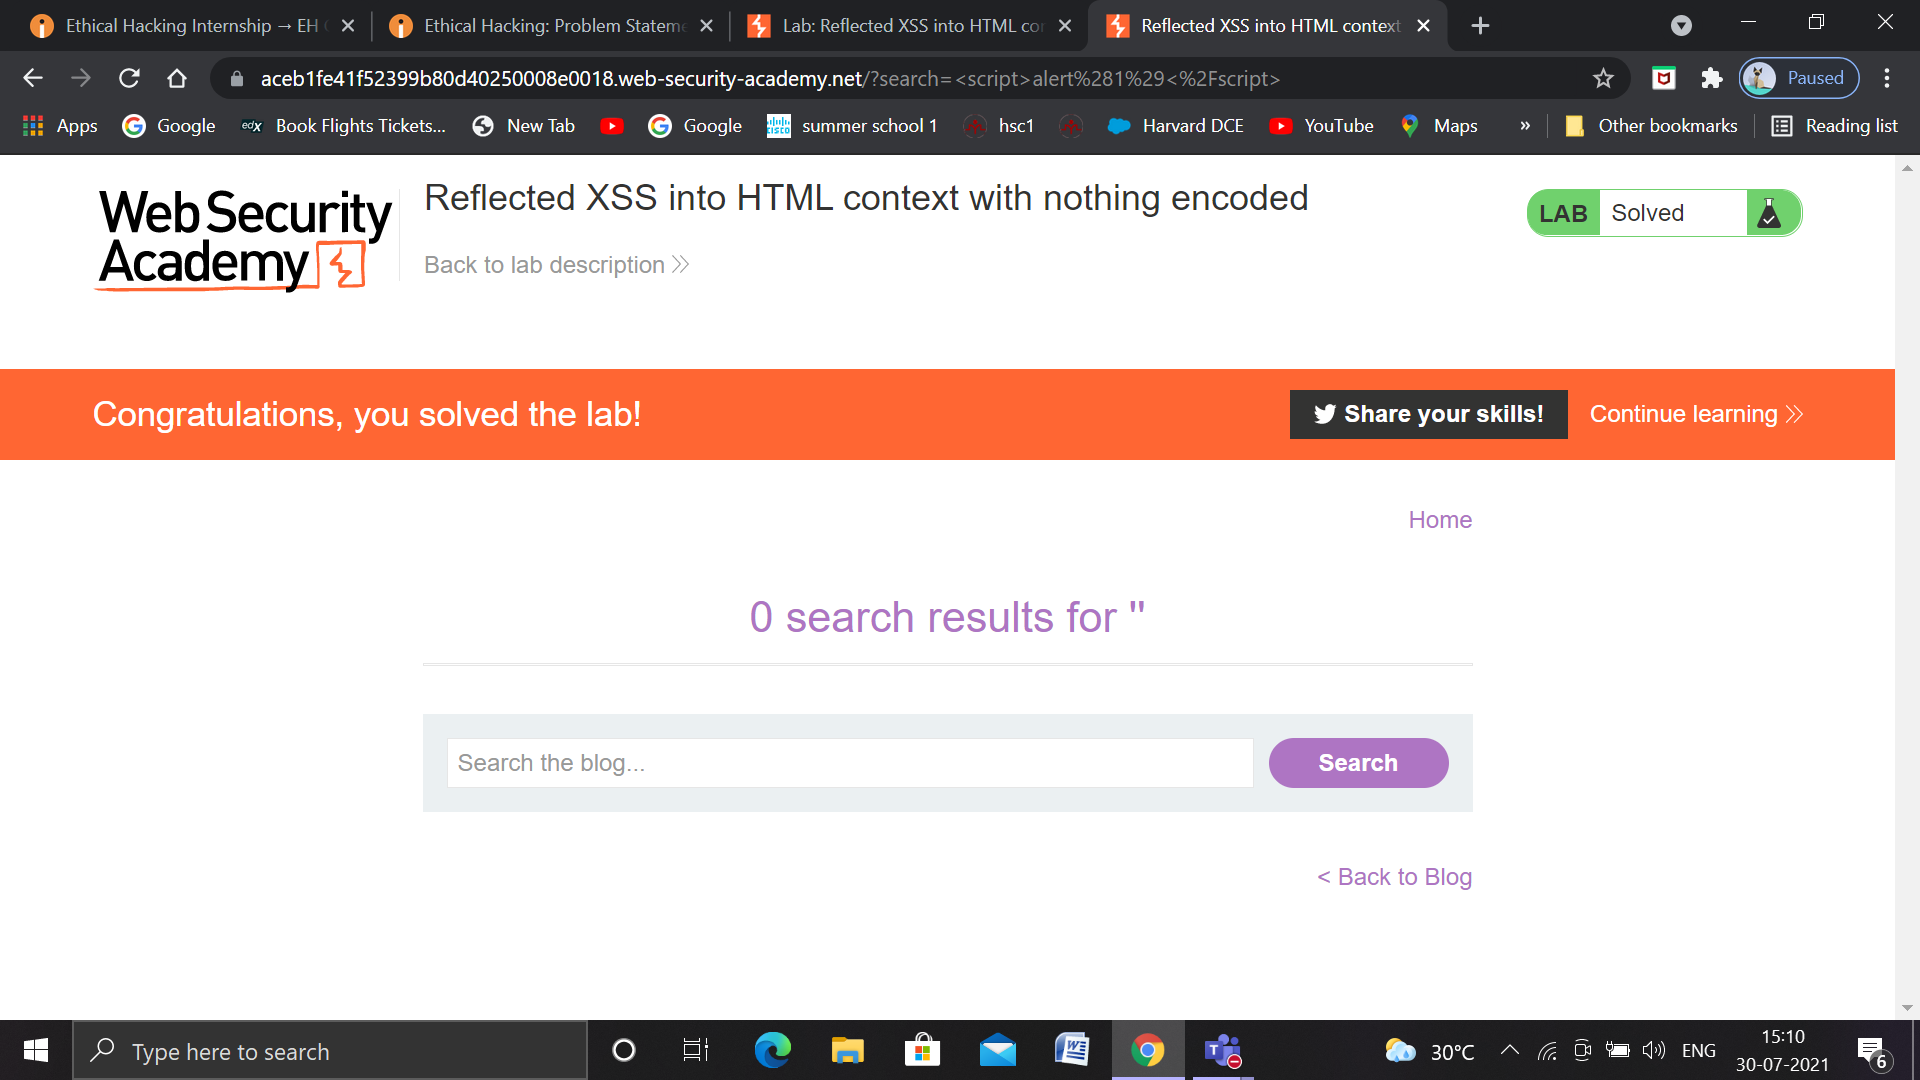 Ethical Hacking Internship → EH
Ethical Hacking: Problem Stateme
Lab: Reflected XSS into HTML cor
Reflected XSS into HTML context
aceb1fe41f52399b80d40250008e0018.web-security-academy.net/?search=<script>alert%281%29<%2Fscript>
Paused
Apps
Google
edX
Book Flights Tickets...
New Tab
Google
CISCO
summer school 1
hsc1
Harvard DCE
YouTube
Maps
»
Other bookmarks
Reading list
Web Security
Academy
Reflected XSS into HTML context with nothing encoded
Back to lab description
LAB
Solved
Congratulations, you solved the lab!
Share your skills!
Continue learning
Home
0 search results for ''
Search the blog...
Search
< Back to Blog
Type here to search
30°C
ENG
15:10
30-07-2021
6